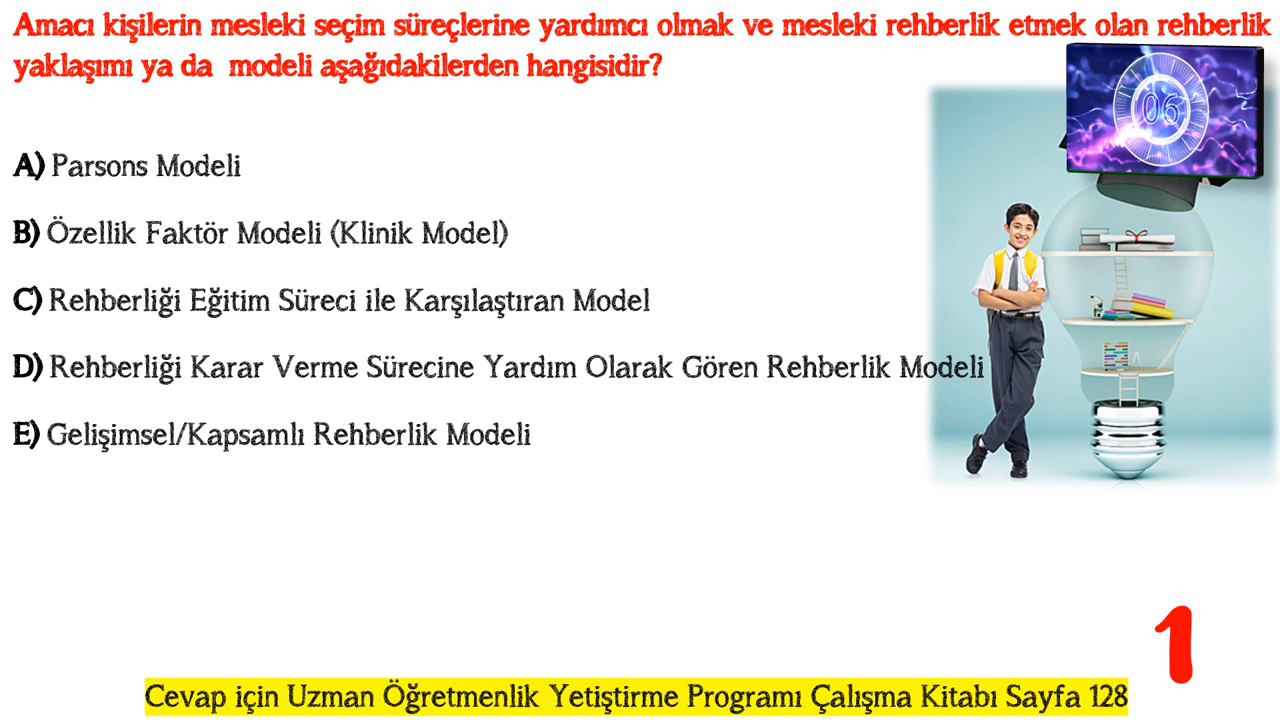 Amacı kişilerin mesleki seçim süreçlerine yardımcı olmak ve mesleki rehberlik etmek olan rehberlik
yaklaşımı ya da modeli aşağıdakilerden hangisidir?
06
A) Parsons Modeli
B) Özellik Faktör Modeli (Klinik Model)
C) Rehberliği Eğitim Süreci ile Karşılaştıran Model
D) Rehberliği Karar Verme Sürecine Yardım Olarak Gören Rehberlik Modeli
E) Gelişimsel/Kapsamlı Rehberlik Modeli
1
Cevap için Uzman Öğretmenlik Yetiştirme Programı Çalışma Kitabı Sayfa 128